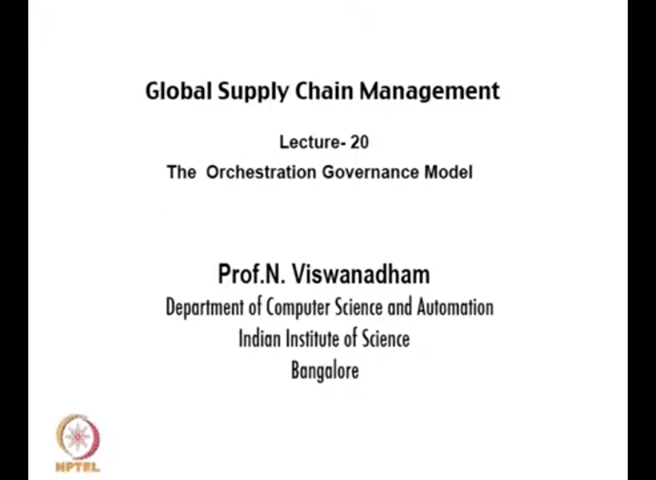 Global Supply Chain Management
Lecture- 20
The Orchestration Governance Model
Prof.N. Viswanadham
Department of Computer Science and Automation
Indian Institute of Science
Bangalore
NPTEL